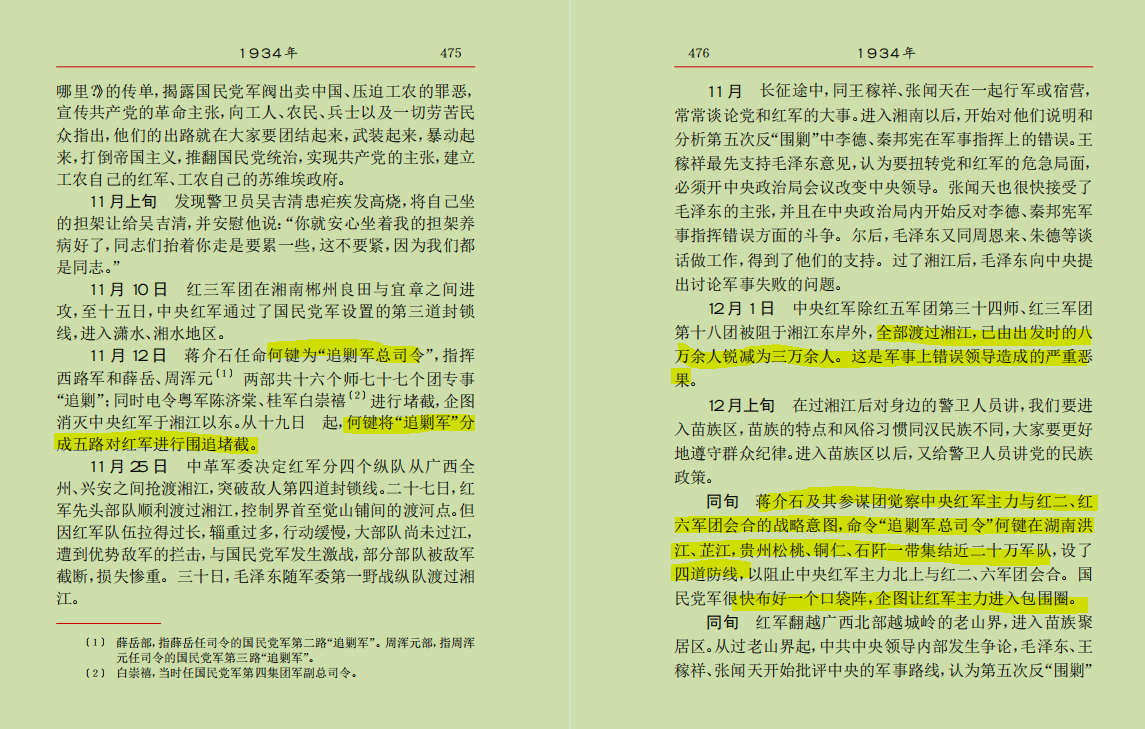 1934年 475
哪里?》的传单,揭露国民党军阀出卖中国、压迫工农的罪恶,
宣传共产党的革命主张,向工人、农民、兵士以及一切劳苦民
众指出,他们的出路就在大家要团结起来,武装起来,暴动起
来,打倒帝国主义,推翻国民党统治,实现共产党的主张,建立
工农自己的红军、工农自己的苏维埃政府。
11月上旬 发现警卫员吴吉清患疟疾发高烧,将自己坐
的担架让给吴吉清,并安慰他说:“你就安心坐着我的担架养
病好了,同志们抬着你走是要累一些,这不要紧,因为我们都
是同志。”
11月10日 红三军团在湘南郴州良田与宜章之间进
攻,至十五日,中央红军通过了国民党军设置的第三道封锁
线,进入潇水、湘水地区。
11月12日 蒋介石任命何键为“追剿军总司令”,指挥
西路军和薛岳、周浑元〔1〕 两部共十六个师七十七个团专事
“追剿”;同时电令粤军陈济棠、桂军白崇禧〔2〕进行堵截,企图
消灭中央红军于湘江以东。从十九日 起,何键将“追剿军”分
成五路对红军进行围追堵截。
11月25日 中革军委决定红军分四个纵队从广西全
州、兴安之间抢渡湘江,突破敌人第四道封锁线。二十七日,红
军先头部队顺利渡过湘江,控制界首至觉山铺间的渡河点。但
因红军队伍拉得过长,辎重过多,行动缓慢,大部队尚未过江,
遭到优势敌军的拦击,与国民党军发生激战,部分部队被敌军
截断,损失惨重。三十日,毛泽东随军委第一野战纵队渡过湘
江。
〔1〕 薛岳部,指薛岳任司令的国民党军第二路“追剿军”。周浑元部,指周浑
元任司令的国民党军第三路“追剿军”。
〔2〕 白崇禧,当时任国民党军第四集团军副总司令。
476 1934年
11月 长征途中,同王稼祥、张闻天在一起行军或宿营,
常常谈论党和红军的大事。进入湘南以后,开始对他们说明和
分析第五次反“围剿”中李德、秦邦宪在军事指挥上的错误。王
稼祥最先支持毛泽东意见,认为要扭转党和红军的危急局面,
必须开中央政治局会议改变中央领导。张闻天也很快接受了
毛泽东的主张,并且在中央政治局内开始反对李德、秦邦宪军
事指挥错误方面的斗争。尔后,毛泽东又同周恩来、朱德等谈
话做工作,得到了他们的支持。过了湘江后,毛泽东向中央提
出讨论军事失败的问题。
12月1日 中央红军除红五军团第三十四师、红三军团
第十八团被阻于湘江东岸外,全部渡过湘江,已由出发时的八
万余人锐减为三万余人。这是军事上错误领导造成的严重恶
果。
12月上旬 在过湘江后对身边的警卫人员讲,我们要进
入苗族区,苗族的特点和风俗习惯同汉民族不同,大家要更好
地遵守群众纪律。进入苗族区以后,又给警卫人员讲党的民族
政策。
同旬 蒋介石及其参谋团觉察中央红军主力与红二、红
六军团会合的战略意图,命令“追剿军总司令”何键在湖南洪
江、芷江,贵州松桃、铜仁、石阡一带集结近二十万军队,设了
四道防线,以阻止中央红军主力北上与红二、六军团会合。国
民党军很快布好一个口袋阵,企图让红军主力进入包围圈。
同旬 红军翻越广西北部越城岭的老山界,进入苗族聚
居区。从过老山界起,中共中央领导内部发生争论,毛泽东、王
稼祥、张闻天开始批评中央的军事路线,认为第五次反“围剿”